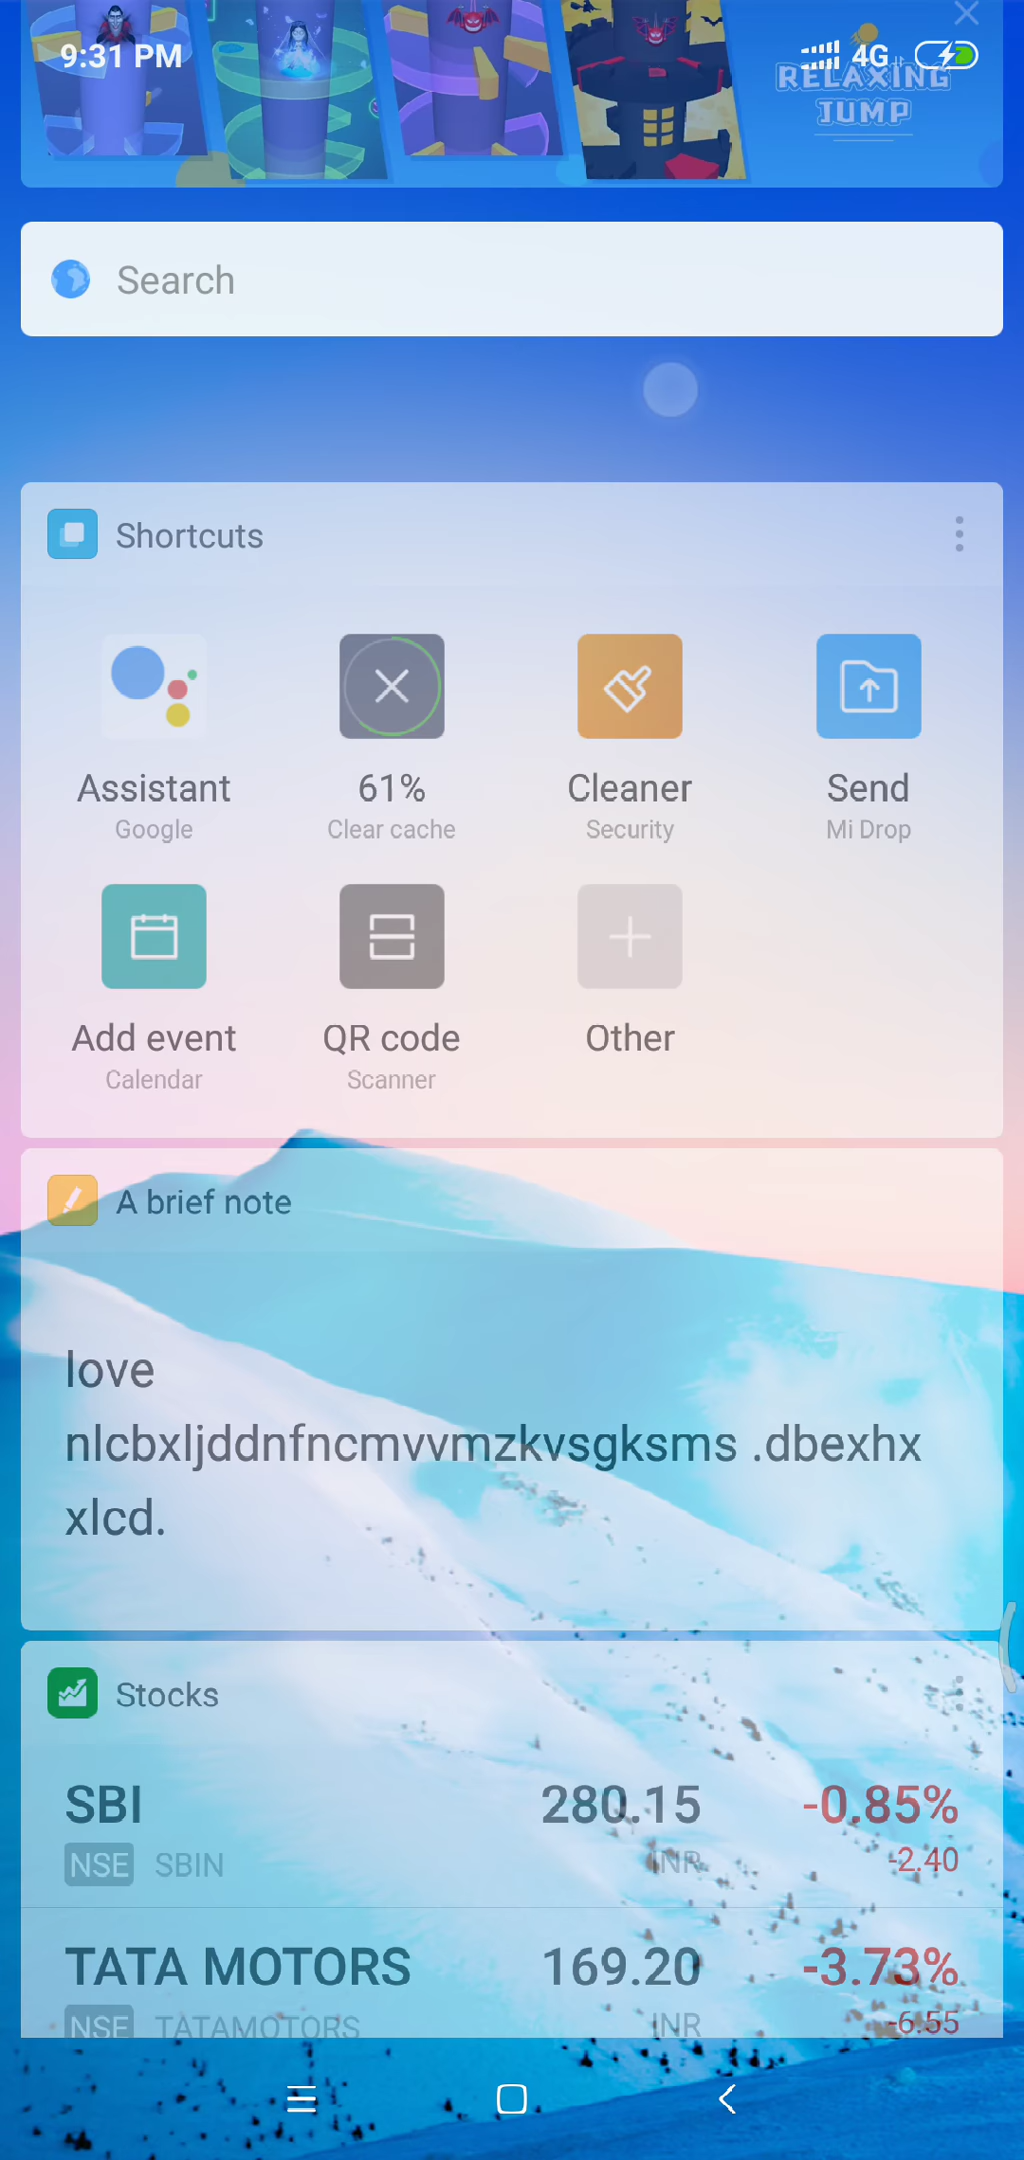 9:31 PM 4G
RELAXING
JUMP
Search
Shortcuts
Assistant 61% Cleaner Send
Google Clear cache Security Mi Drop
Add event QR code Other
Calendar Scanner
A brief note
love
nlcbxljddnfncmvvmzkvsgksms .dbexhx
xlcd.
Stocks
SBI 280.15 -0.85%
NSE SBIN INR -2.40
TATA MOTORS 169.20 -3.73%
NSE TATAMOTORS INR -6.55